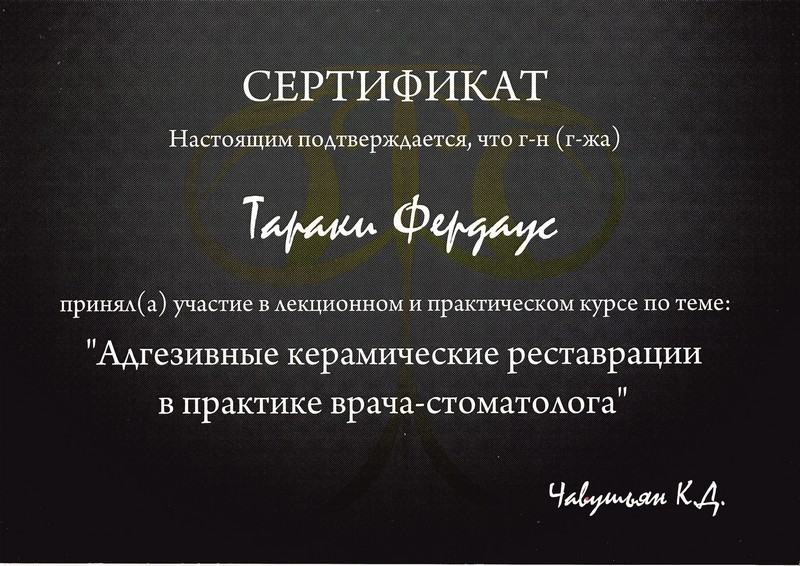 СЕРТИФИКАТ
Настоящим подтверждается, что г-н (г-жа)
Тараки Фердаус
принял(а) участие в лекционном и практическом курсе по теме:
"Адгезивные керамические реставрации
в практике врача-стоматолога"
Чавушьян К.Д.